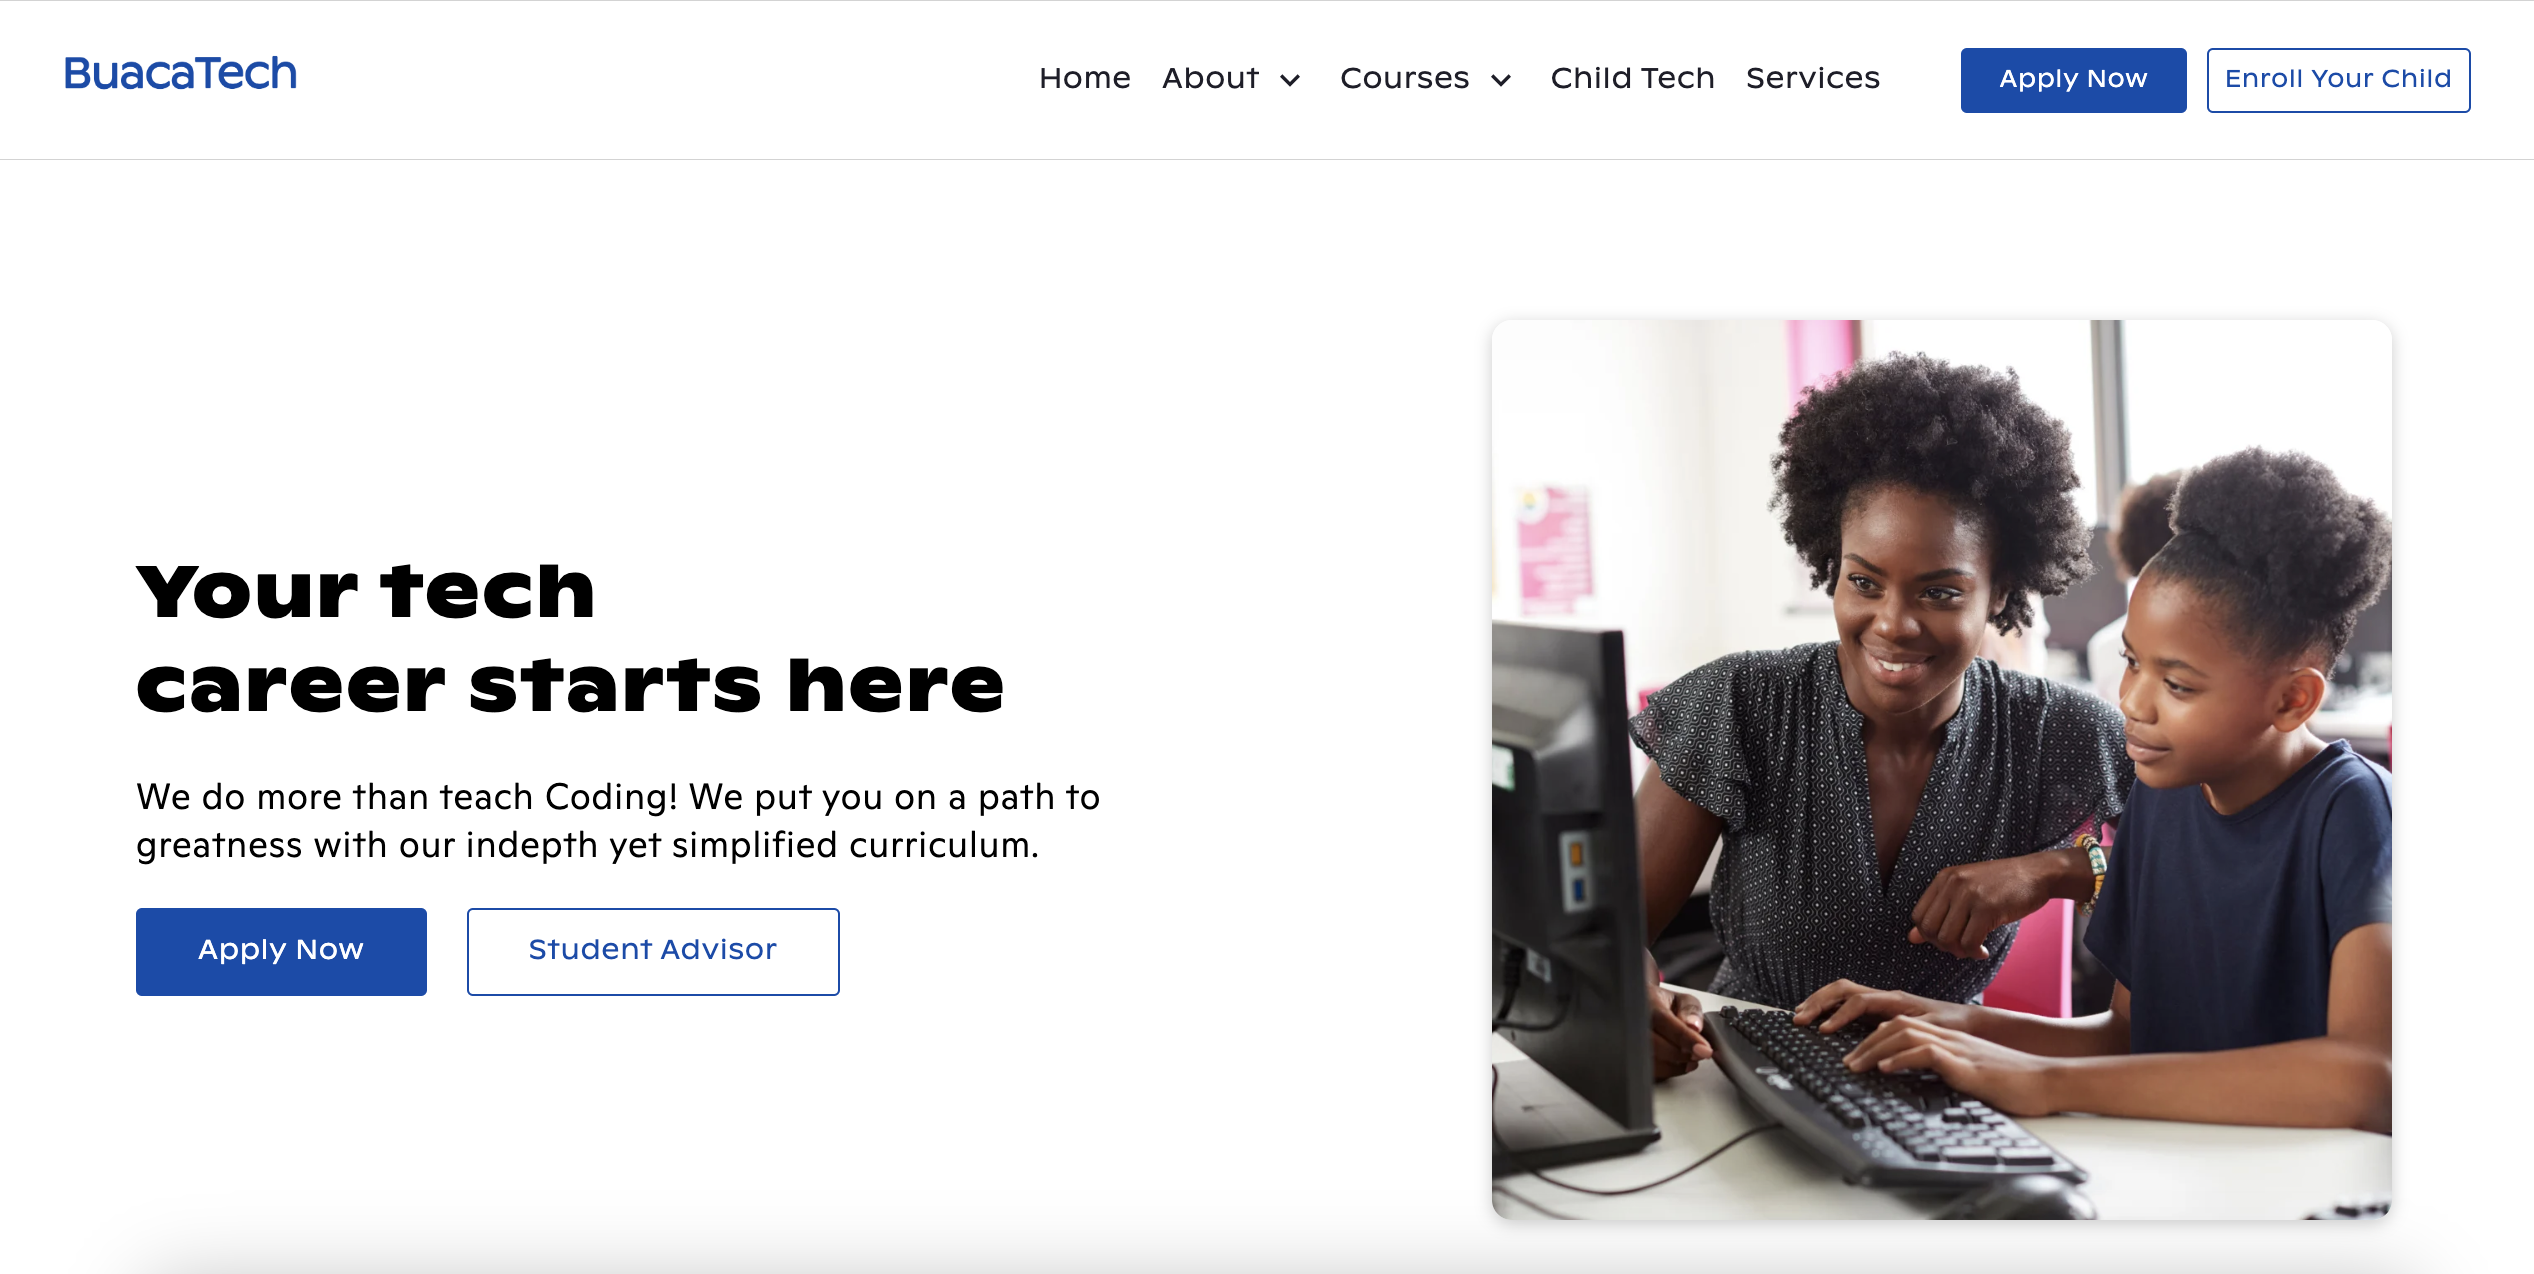 BuacaTech
Home About Courses Child Tech Services Apply Now Enroll Your Child
Your tech
career starts here
We do more than teach Coding! We put you on a path to
greatness with our indepth yet simplified curriculum.
Apply Now Student Advisor